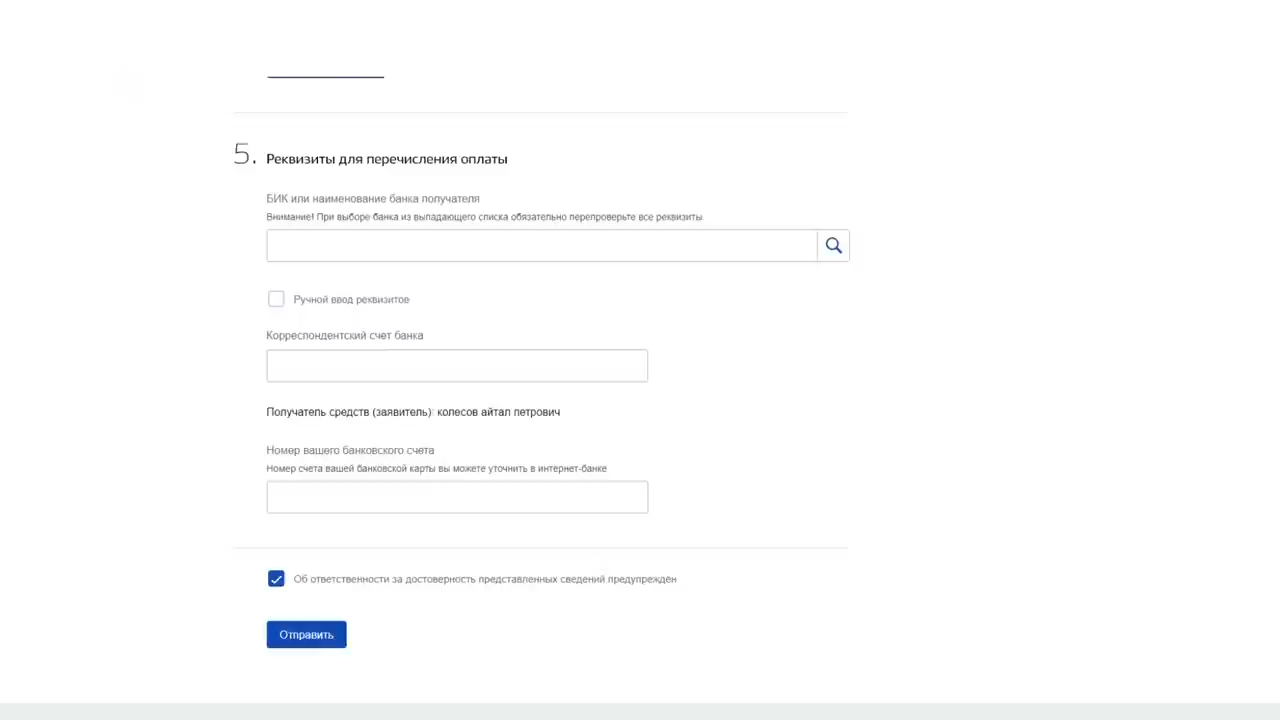 5. Реквизиты для перечисления оплаты
БИК или наименование банка получателя
Внимание! При выборе банка из выпадающего списка обязательно перепроверьте все реквизиты
Ручной ввод реквизитов
Корреспондентский счет банка
Получатель средств (заявитель): колесов айтал петрович
Номер вашего банковского счета
Номер счета вашей банковской карты вы можете уточнить в интернет-банке
Об ответственности за достоверность представленных сведений предупреждён
Отправить